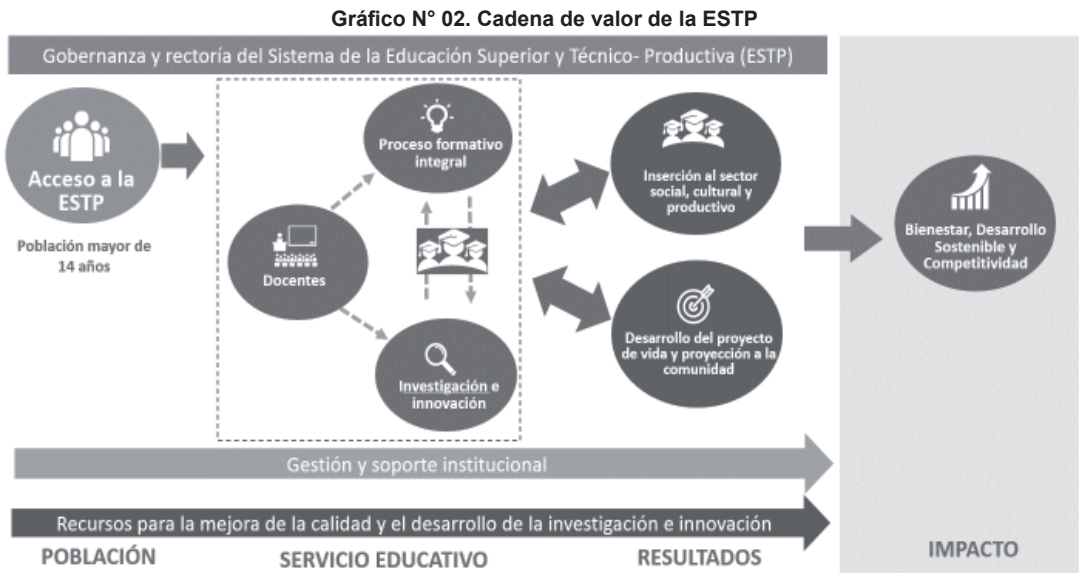 Gráfico N° 02. Cadena de valor de la ESTP
Gobernanza y rectoría del Sistema de la Educación Superior y Técnico- Productiva (ESTP)
Acceso a la
ESTP
Población mayor de
14 años
Docentes
Proceso formativo
integral
Investigación e
innovación
Inserción al sector
social, cultural y
productivo
Desarrollo del proyecto
de vida y proyección a la
comunidad
Bienestar, Desarrollo
Sostenible y
Competitividad
Gestión y soporte institucional
Recursos para la mejora de la calidad y el desarrollo de la investigación e innovación
POBLACIÓN
SERVICIO EDUCATIVO
RESULTADOS
IMPACTO